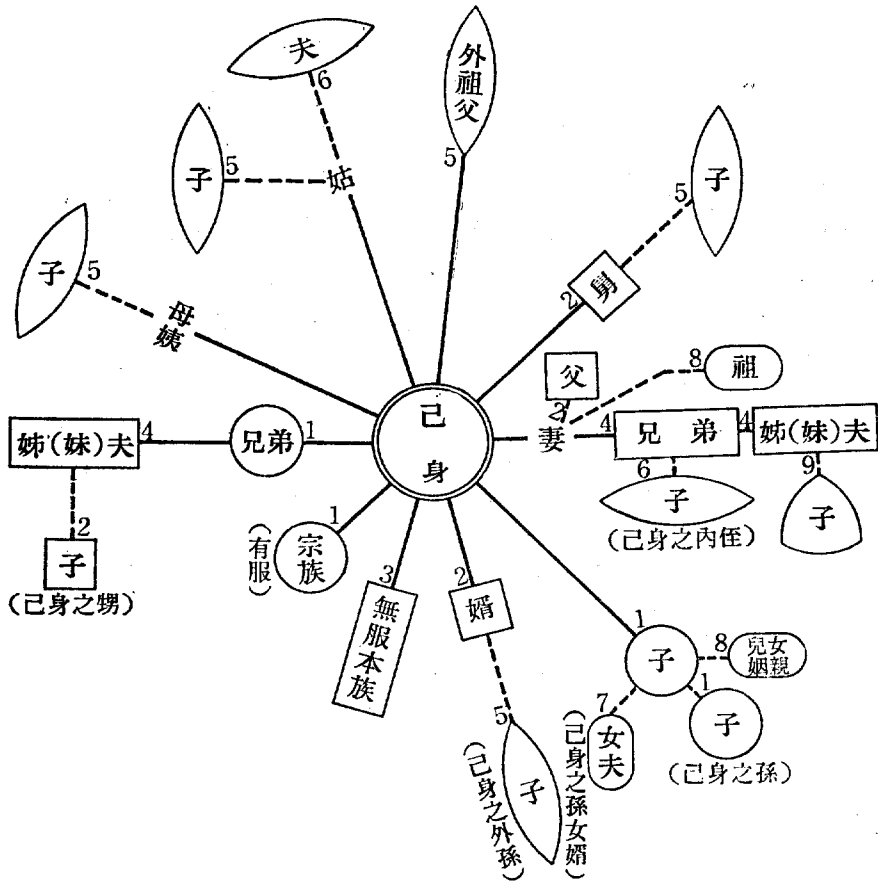 夫
6
外祖父
5
子
5
姑
子
5
子
5
母姨
舅
2
父
2
祖
8
己身
妻
姊(妹)夫
4
兄弟
1
4
兄弟
4
姊(妹)夫
6
子
(己身之內侄)
9
子
2
子
(己身之甥)
1
宗族
(有服)
3
無服本族
2
婿
5
子
(己身之外孫)
1
子
8
兒女姻親
7
女夫
(己身之孫女婿)
1
子
(己身之孫)